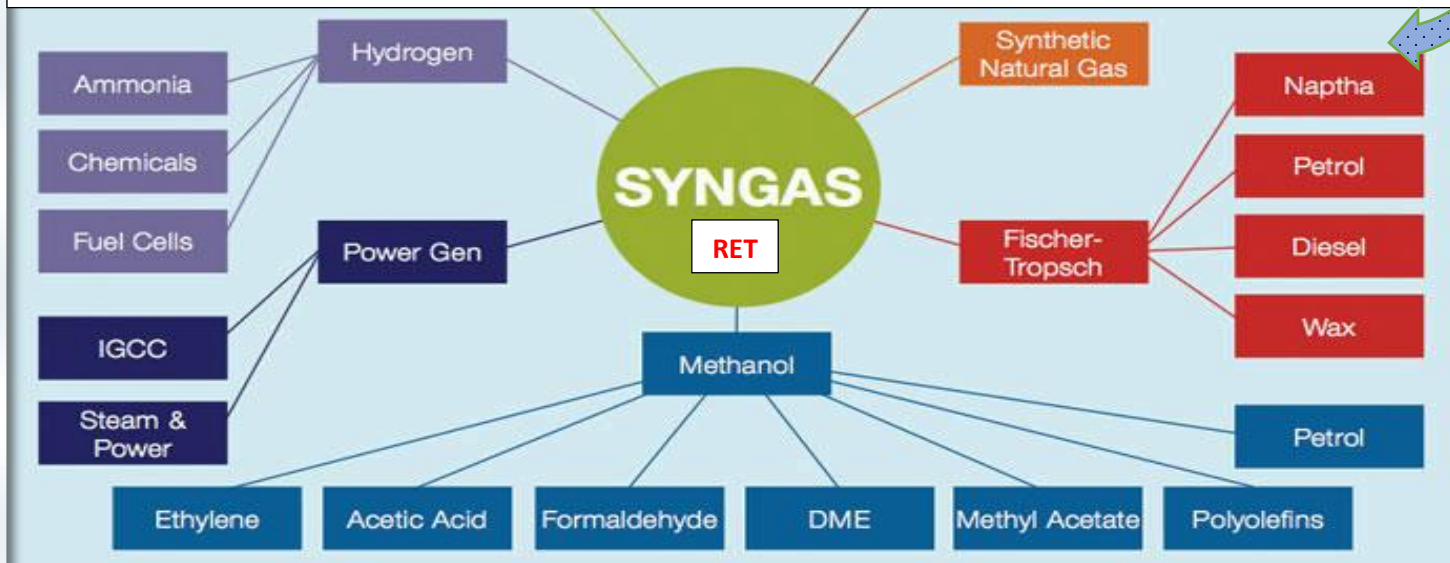 Hydrogen
Synthetic
Natural Gas
Ammonia
Naptha
Chemicals
Petrol
SYNGAS
Fuel Cells
Power Gen
RET
Fischer-
Tropsch
Diesel
IGCC
Wax
Methanol
Steam &
Power
Petrol
Ethylene
Acetic Acid
Formaldehyde
DME
Methyl Acetate
Polyolefins